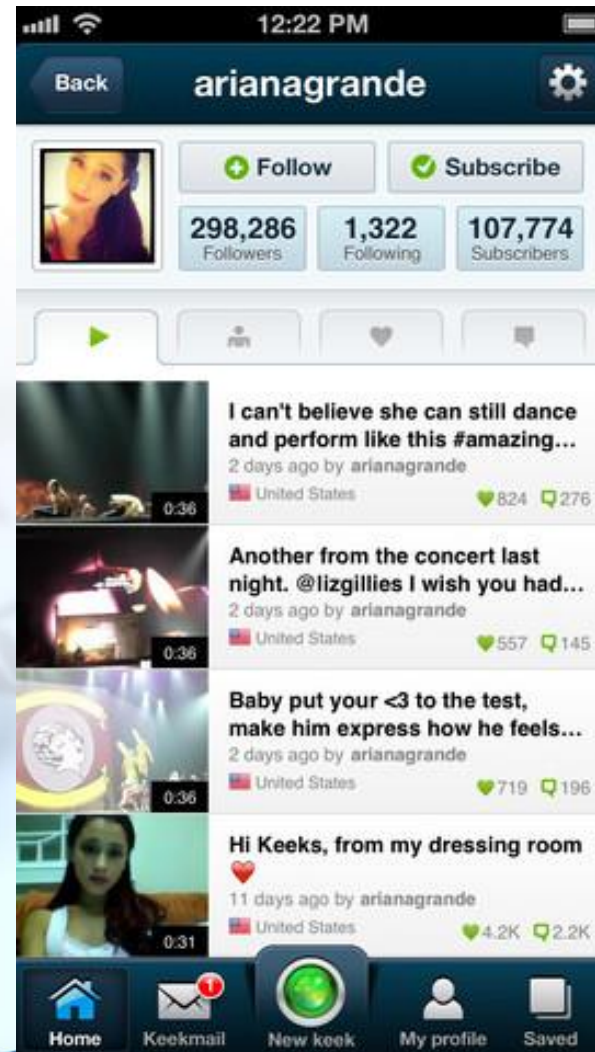 12:22 PM
Back
arianagrande
Follow
Subscribe
298,286
Followers
1,322
Following
107,774
Subscribers
I can't believe she can still dance
and perform like this #amazing...
2 days ago by arianagrande
United States
824 276
0:36
Another from the concert last
night. @lizgillies I wish you had...
2 days ago by arianagrande
United States
557 145
0:36
Baby put your <3 to the test,
make him express how he feels...
2 days ago by arianagrande
United States
719 196
0:36
Hi Keeks, from my dressing room
❤️
11 days ago by arianagrande
United States
4.2K 2.2K
0:31
1
Home
Keekmail
New keek
My profile
Saved